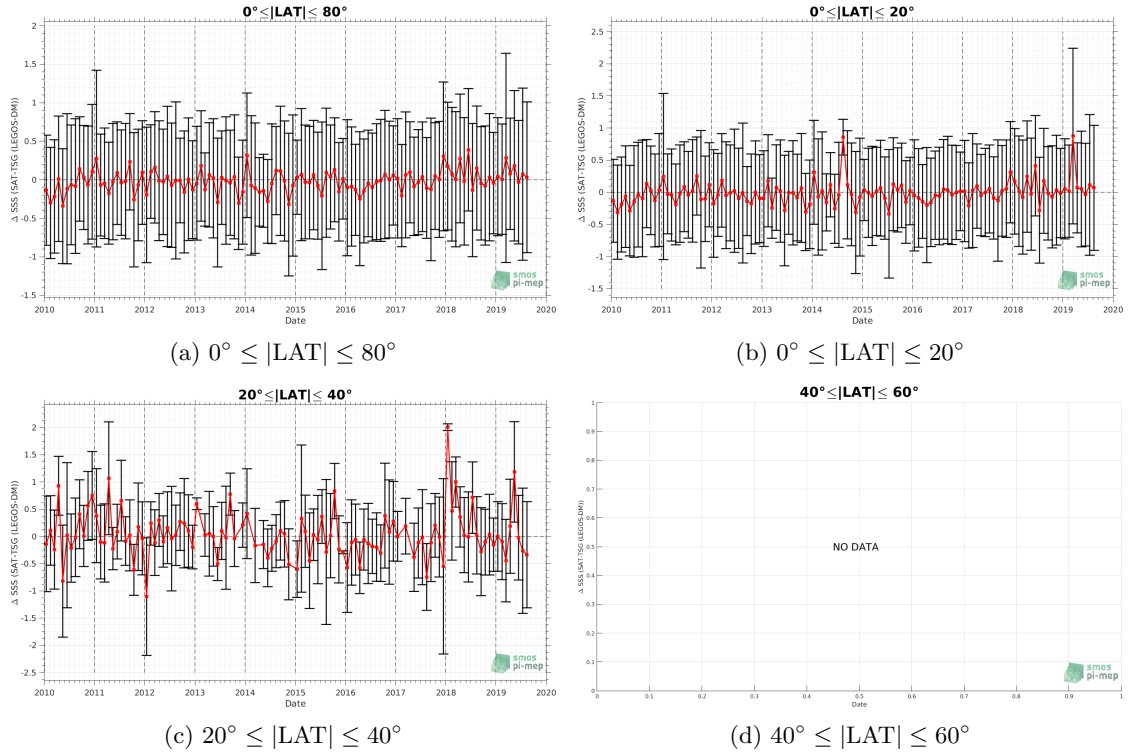 0°≤|LAT|≤ 80°
Δ SSS (SAT-TSG (LEGOS-DM))
2
1.5
1
0.5
0
-0.5
-1
-1.5
2010 2011 2012 2013 2014 2015 2016 2017 2018 2019 2020
Date
smos
pi-mep
(a) 0° ≤ |LAT| ≤ 80°
0°≤|LAT|≤ 20°
Δ SSS (SAT-TSG (LEGOS-DM))
2.5
2
1.5
1
0.5
0
-0.5
-1
-1.5
2010 2011 2012 2013 2014 2015 2016 2017 2018 2019 2020
Date
smos
pi-mep
(b) 0° ≤ |LAT| ≤ 20°
20°≤|LAT|≤ 40°
Δ SSS (SAT-TSG (LEGOS-DM))
2
1.5
1
0.5
0
-0.5
-1
-1.5
-2
-2.5
2010 2011 2012 2013 2014 2015 2016 2017 2018 2019 2020
Date
smos
pi-mep
(c) 20° ≤ |LAT| ≤ 40°
40°≤|LAT|≤ 60°
Δ SSS (SAT-TSG (LEGOS-DM))
1
0.9
0.8
0.7
0.6
0.5
0.4
0.3
0.2
0.1
0
NO DATA
0 0.1 0.2 0.3 0.4 0.5 0.6 0.7 0.8 0.9 1
Date
smos
pi-mep
(d) 40° ≤ |LAT| ≤ 60°